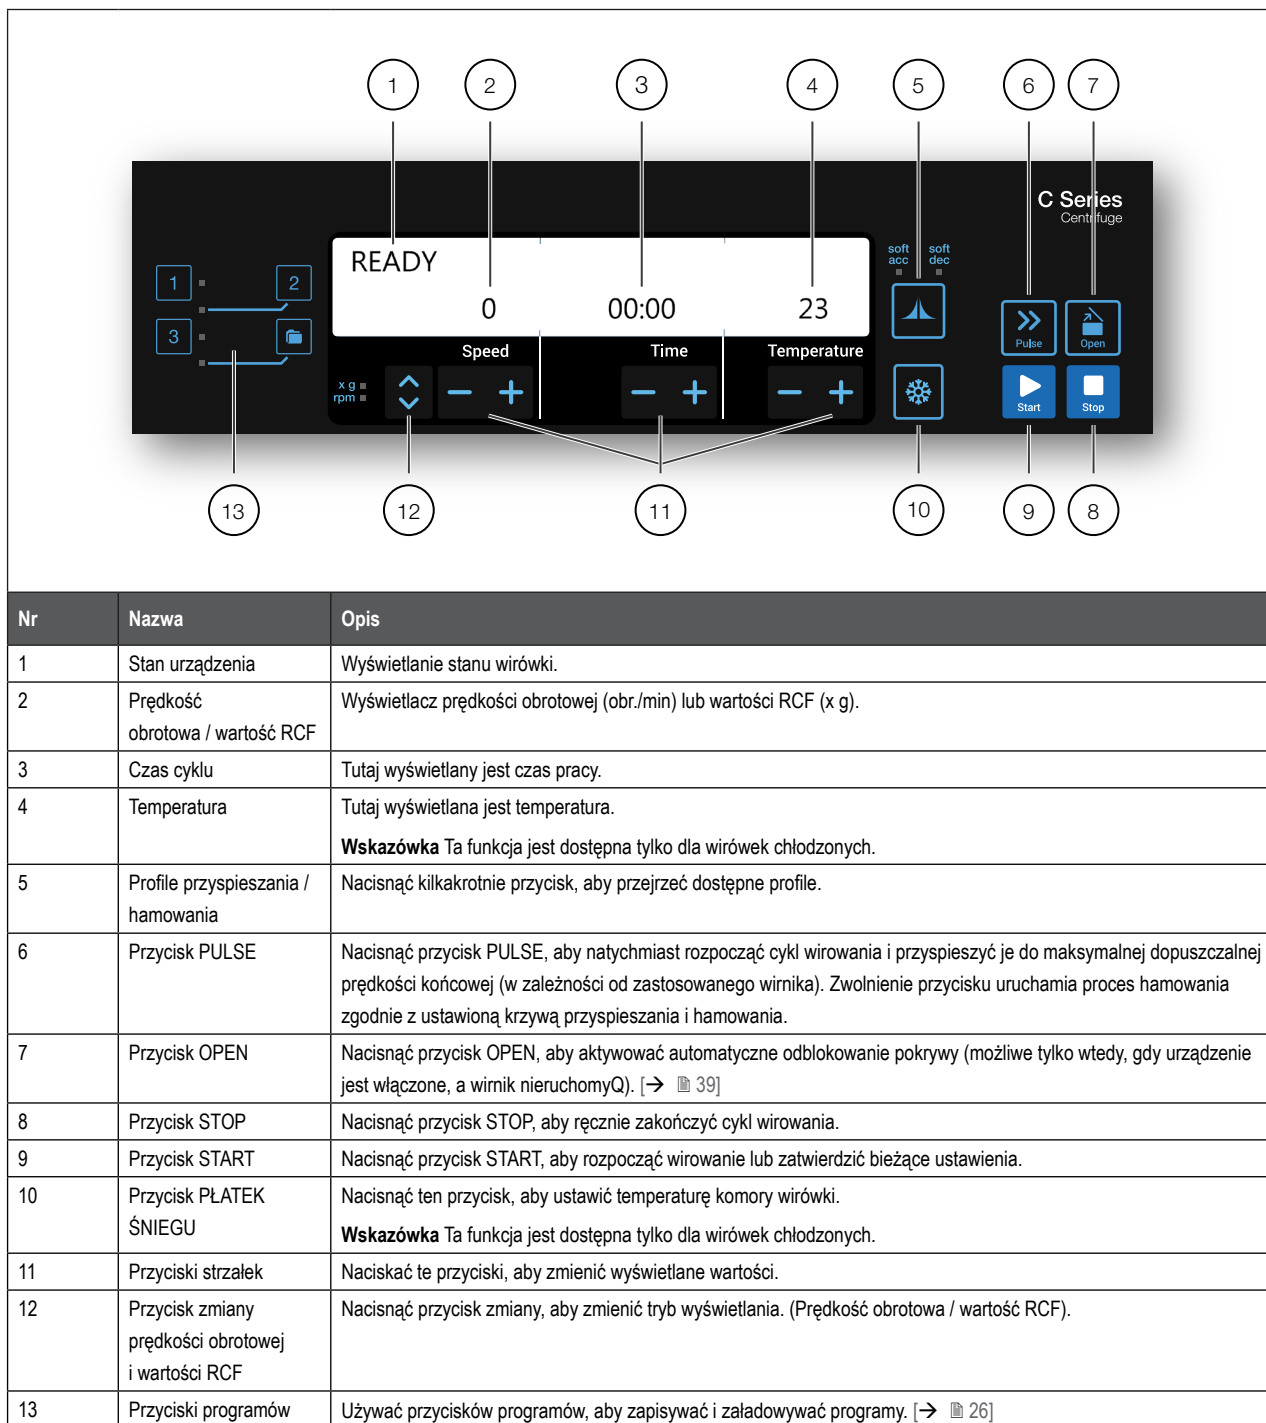 1
2
3
4
5
6
7
C Series
Centrifuge
READY
soft acc
soft dec
1
2
0
00:00
23
3
Pulse
Open
Speed
Time
Temperature
x g
rpm
Start
Stop
13
12
11
10
9
8
Nr Nazwa Opis
1 Stan urządzenia Wyświetlanie stanu wirówki.
2 Prędkość Wyświetlacz prędkości obrotowej (obr./min) lub wartości RCF (x g).
obrotowa / wartość RCF
3 Czas cyklu Tutaj wyświetlany jest czas pracy.
4 Temperatura Tutaj wyświetlana jest temperatura.
Wskazówka Ta funkcja jest dostępna tylko dla wirówek chłodzonych.
5 Profile przyspieszania / Nacisnąć kilkakrotnie przycisk, aby przejrzeć dostępne profile.
hamowania
6 Przycisk PULSE Nacisnąć przycisk PULSE, aby natychmiast rozpocząć cykl wirowania i przyspieszyć je do maksymalnej dopuszczalnej
prędkości końcowej (w zależności od zastosowanego wirnika). Zwolnienie przycisku uruchamia proces hamowania
zgodnie z ustawioną krzywą przyspieszania i hamowania.
7 Przycisk OPEN Nacisnąć przycisk OPEN, aby aktywować automatyczne odblokowanie pokrywy (możliwe tylko wtedy, gdy urządzenie
jest włączone, a wirnik nieruchomyQ). [→ 39]
8 Przycisk STOP Nacisnąć przycisk STOP, aby ręcznie zakończyć cykl wirowania.
9 Przycisk START Nacisnąć przycisk START, aby rozpocząć wirowanie lub zatwierdzić bieżące ustawienia.
10 Przycisk PŁATEK Nacisnąć ten przycisk, aby ustawić temperaturę komory wirówki.
ŚNIEGU Wskazówka Ta funkcja jest dostępna tylko dla wirówek chłodzonych.
11 Przyciski strzałek Naciskać te przyciski, aby zmienić wyświetlane wartości.
12 Przycisk zmiany Nacisnąć przycisk zmiany, aby zmienić tryb wyświetlania. (Prędkość obrotowa / wartość RCF).
prędkości obrotowej
i wartości RCF
13 Przyciski programów Używać przycisków programów, aby zapisywać i załadowywać programy. [→ 26]